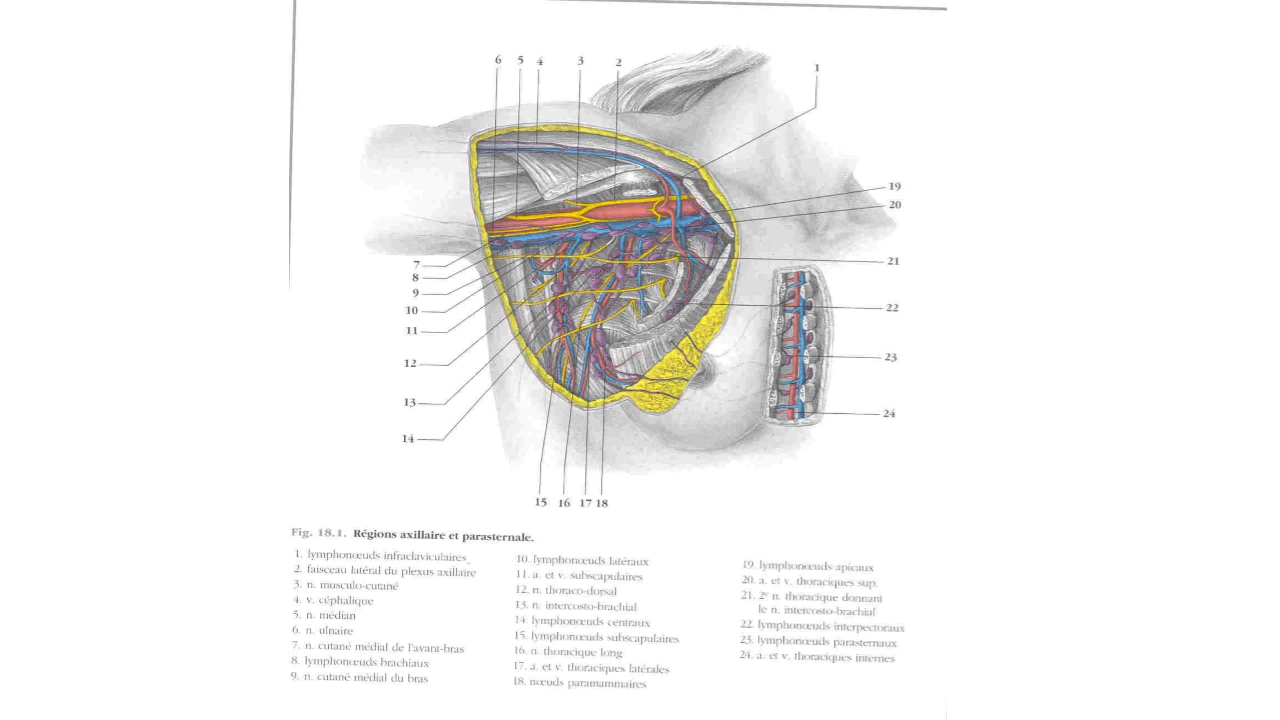 6 5 4 3 2 1
19
20
7
8
21
9
10
22
11
12
23
13
24
14
15 16 17 18
Fig. 18.1. Régions axillaire et parasternale.
1. lymphonœuds infraclaviculaires
2. faisceau latéral du plexus axillaire
3. n. musculo-cutané
4. v. céphalique
5. n. médian
6. n. ulnaire
7. n. cutané médial de l'avant-bras
8. lymphonœuds brachiaux
9. n. cutané médial du bras
10. lymphonœuds latéraux
11. a. et v. subscapulaires
12. n. thoraco-dorsal
13. n. intercosto-brachial
14. lymphonœuds centraux
15. lymphonœuds subscapulaires
16. n. thoracique long
17. a. et v. thoraciques latérales
18. nœuds paramammaires
19. lymphonœuds apicaux
20. a. et v. thoraciques sup.
21. 2e n. thoracique donnant
le n. intercosto-brachial
22. lymphonœuds interpectoraux
23. lymphonœuds parasternaux
24. a. et v. thoraciques internes